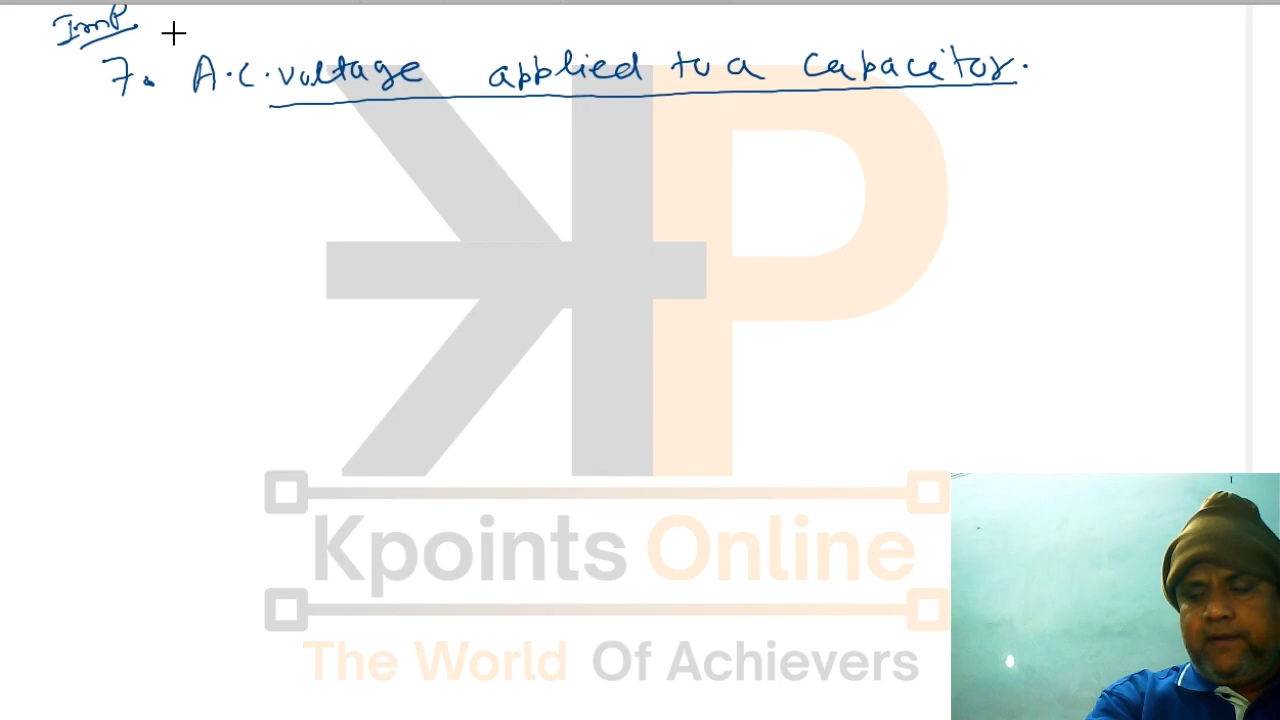 Imp.
7. A.C. voltage applied to a capacitor.
Kpoints Online
The World Of Achievers